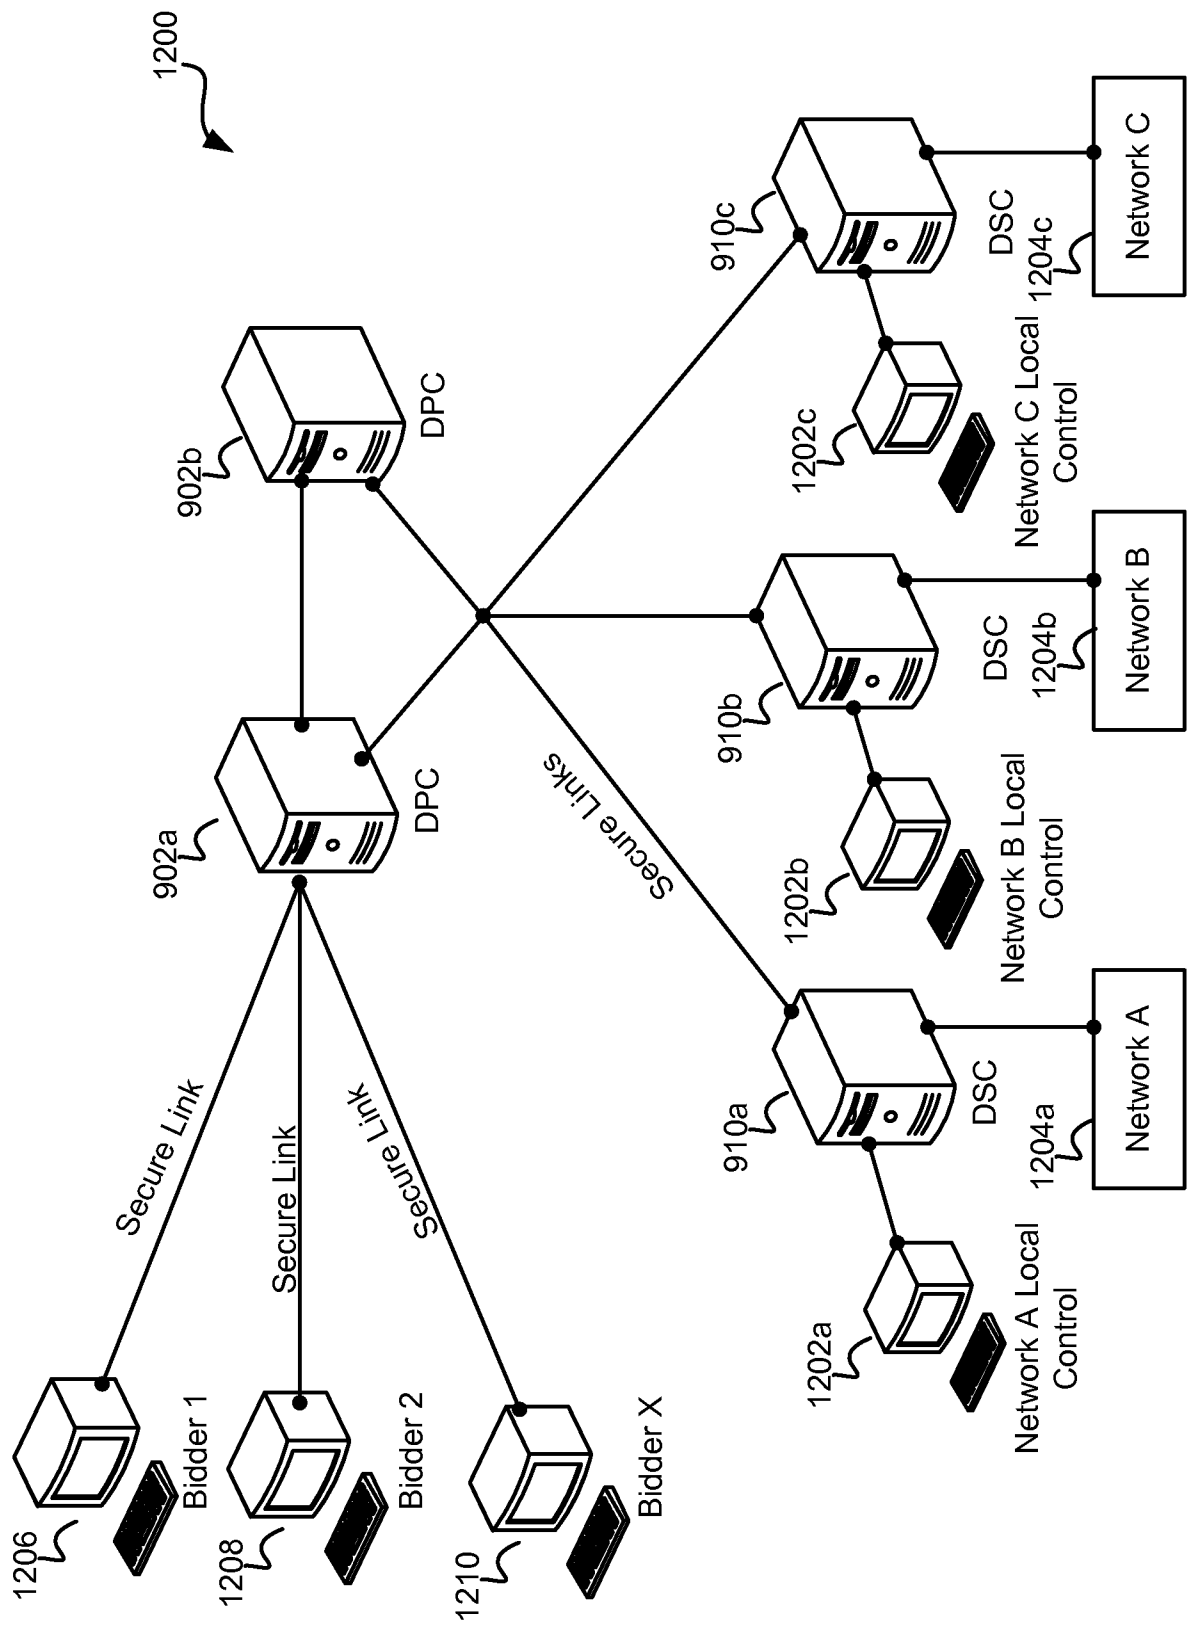 1200
1206
Bidder 1
Secure Link
1208
Bidder 2
Secure Link
1210
Bidder X
Secure Link
902a
DPC
902b
DPC
Secure Links
910a
DSC
1202a
Network A Local
Control
1204a
Network A
910b
DSC
1202b
Network B Local
Control
1204b
Network B
910c
DSC
1202c
Network C Local
Control
1204c
Network C